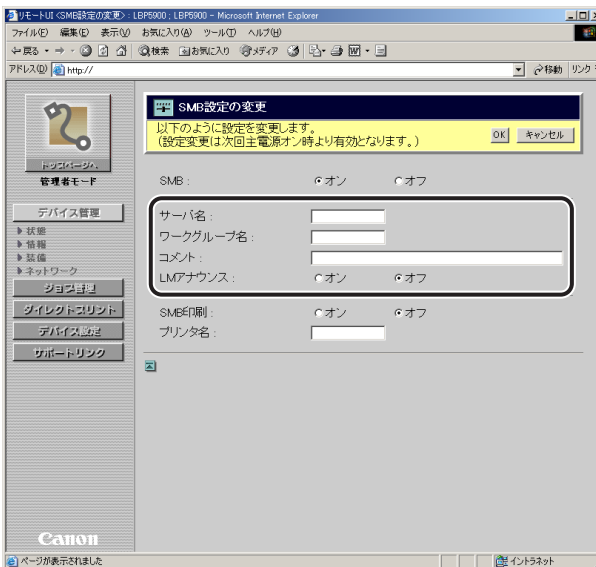 リモートUI <SMB設定の変更> : LBP5900 ; LBP5900 - Microsoft Internet Explorer
ファイル(F) 編集(E) 表示(V) お気に入り(A) ツール(T) ヘルプ(H)
戻る 検索 お気に入り メディア
アドレス(D) http:// 移動 リンク
SMB設定の変更
以下のように設定を変更します。
(設定変更は次回主電源オン時より有効となります。)
OK キャンセル
トップページへ
管理者モード
デバイス管理
状態
情報
装備
ネットワーク
ジョブ管理
ダイレクトプリント
デバイス設定
サポートリンク
SMB : オン オフ
サーバ名 :
ワークグループ名 :
コメント :
LMアナウンス : オン オフ
SMB印刷 : オン オフ
プリンタ名 :
Canon
ページが表示されました イントラネット